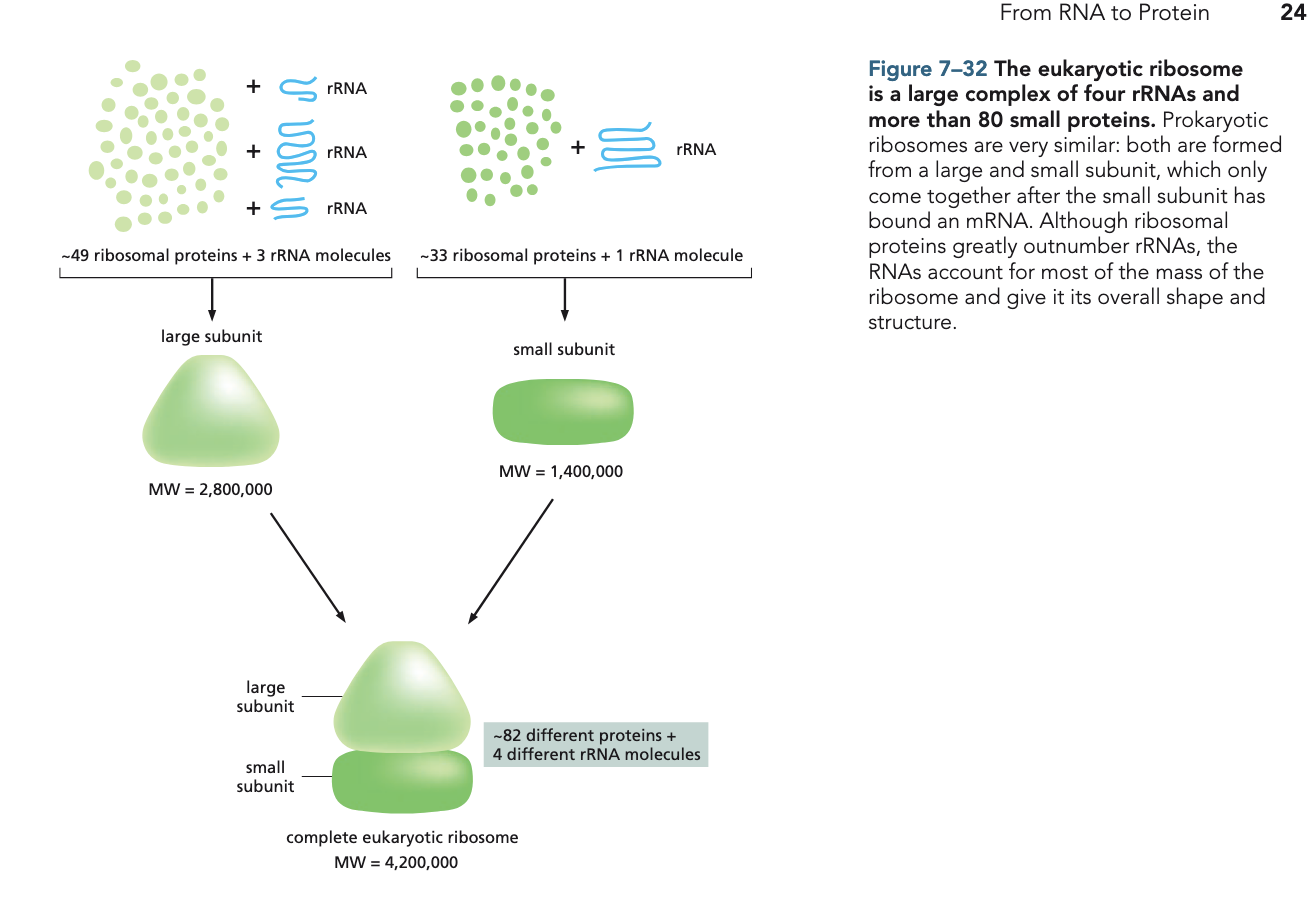 From RNA to Protein 24
Figure 7–32 The eukaryotic ribosome
is a large complex of four rRNAs and
more than 80 small proteins. Prokaryotic
ribosomes are very similar: both are formed
from a large and small subunit, which only
come together after the small subunit has
bound an mRNA. Although ribosomal
proteins greatly outnumber rRNAs, the
RNAs account for most of the mass of the
ribosome and give it its overall shape and
structure.
+ rRNA
+ rRNA
+ rRNA
~49 ribosomal proteins + 3 rRNA molecules
+ rRNA
~33 ribosomal proteins + 1 rRNA molecule
large subunit
MW = 2,800,000
small subunit
MW = 1,400,000
large
subunit
small
subunit
~82 different proteins +
4 different rRNA molecules
complete eukaryotic ribosome
MW = 4,200,000